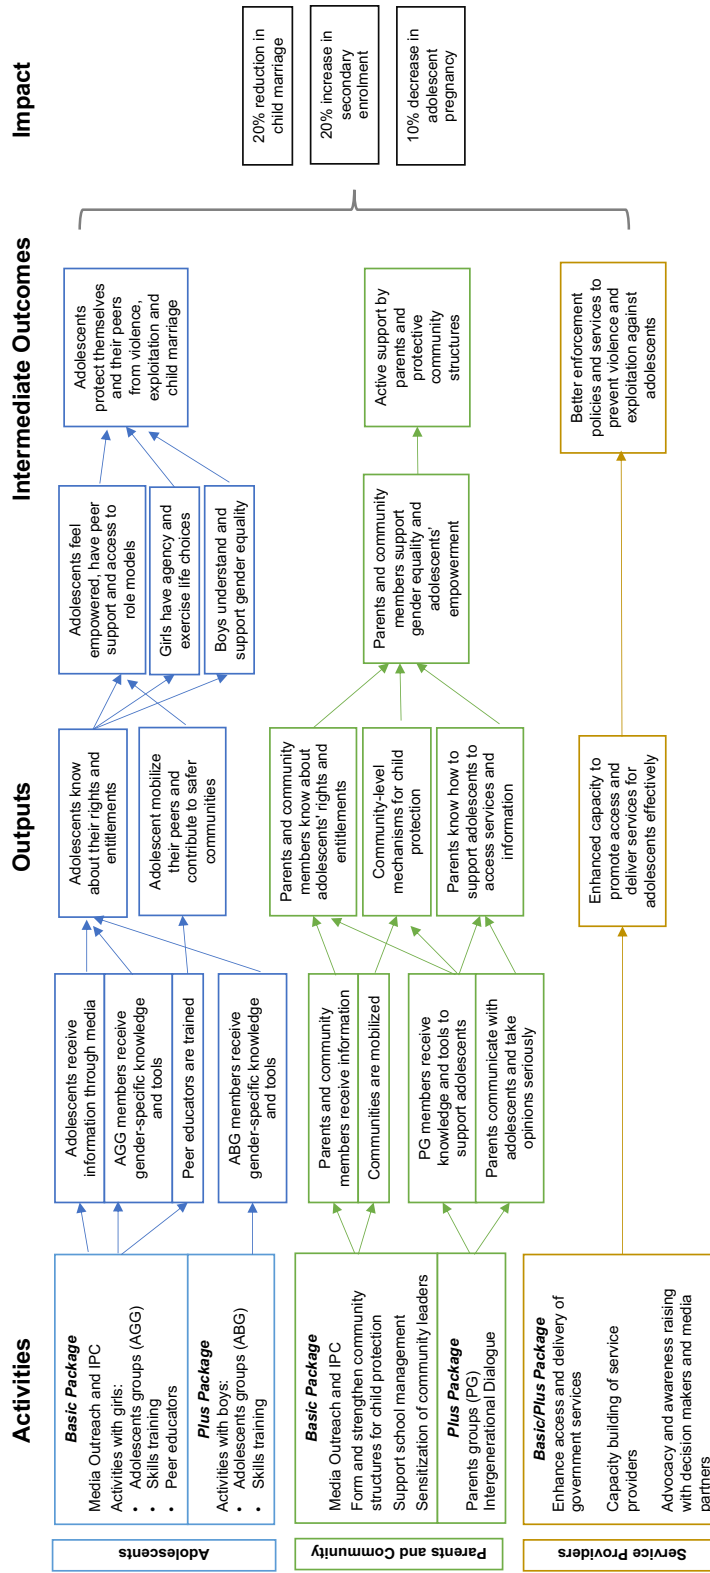 Activities
Outputs
Intermediate Outcomes
Impact
Adolescents
Basic Package
Media Outreach and IPC
Activities with girls:
• Adolescents groups (AGG)
• Skills training
• Peer educators
Plus Package
Activities with boys:
• Adolescents groups (ABG)
• Skills training
Adolescents receive
information through media
AGG members receive
gender-specific knowledge
and tools
Peer educators are trained
ABG members receive
gender-specific knowledge
and tools
Adolescents know
about their rights and
entitlements
Adolescent mobilize
their peers and
contribute to safer
communities
Adolescents feel
empowered, have peer
support and access to
role models
Girls have agency and
exercise life choices
Boys understand and
support gender equality
Adolescents
protect themselves
and their peers
from violence,
exploitation and
child marriage
Parents and Community
Basic Package
Media Outreach and IPC
Form and strengthen community
structures for child protection
Support school management
Sensitization of community leaders
Plus Package
Parents groups (PG)
Intergenerational Dialogue
Parents and community
members receive information
Communities are mobilized
PG members receive
knowledge and tools to
support adolescents
Parents communicate with
adolescents and take
opinions seriously
Parents and community
members know about
adolescents' rights and
entitlements
Community-level
mechanisms for child
protection
Parents know how to
support adolescents to
access services and
information
Parents and community
members support
gender equality and
adolescents'
empowerment
Active support by
parents and
protective
community
structures
Service Providers
Basic/Plus Package
Enhance access and delivery of
government services
Capacity building of service
providers
Advocacy and awareness raising
with decision makers and media
partners
Enhanced capacity to
promote access and
deliver services for
adolescents effectively
Better enforcement
policies and services to
prevent violence and
exploitation against
adolescents
20% reduction in
child marriage
20% increase in
secondary
enrolment
10% decrease in
adolescent
pregnancy